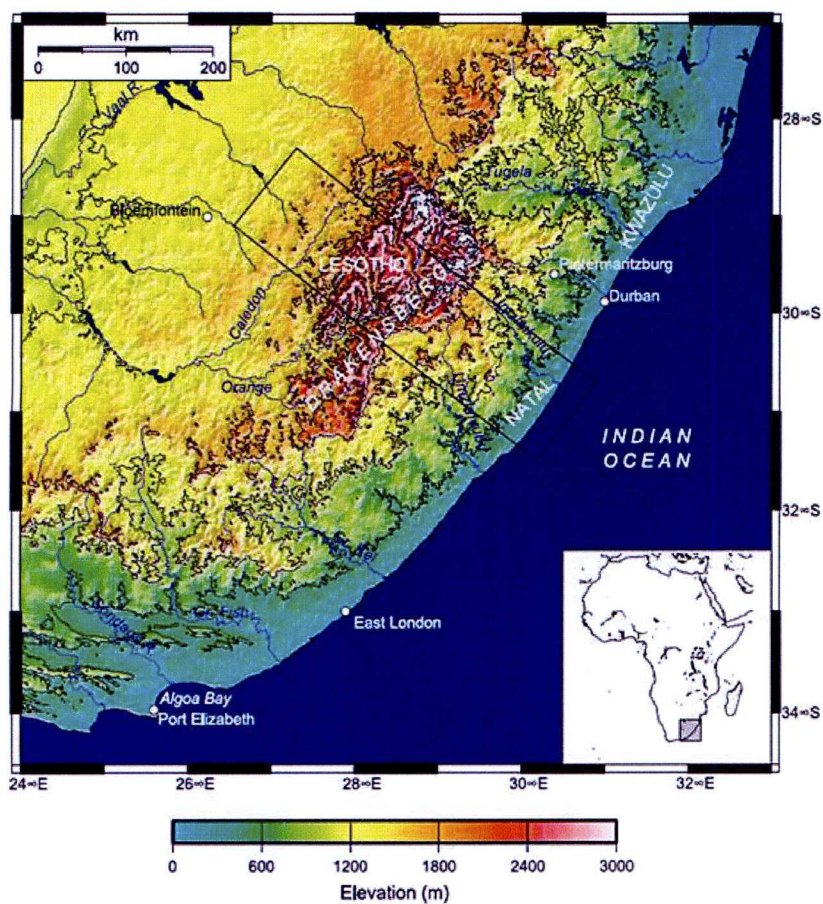 km
0 100 200
Vaal R.
28∞S
Tugela
KWAZULU
Bloemfontein
LESOTHO
Pietermaritzburg
Durban
Caledon
30∞S
DRAKENSBERG
Orange
NATAL
INDIAN
OCEAN
32∞S
East London
Algoa Bay
Port Elizabeth
34∞S
24∞E 26∞E 28∞E 30∞E 32∞E
0 600 1200 1800 2400 3000
Elevation (m)